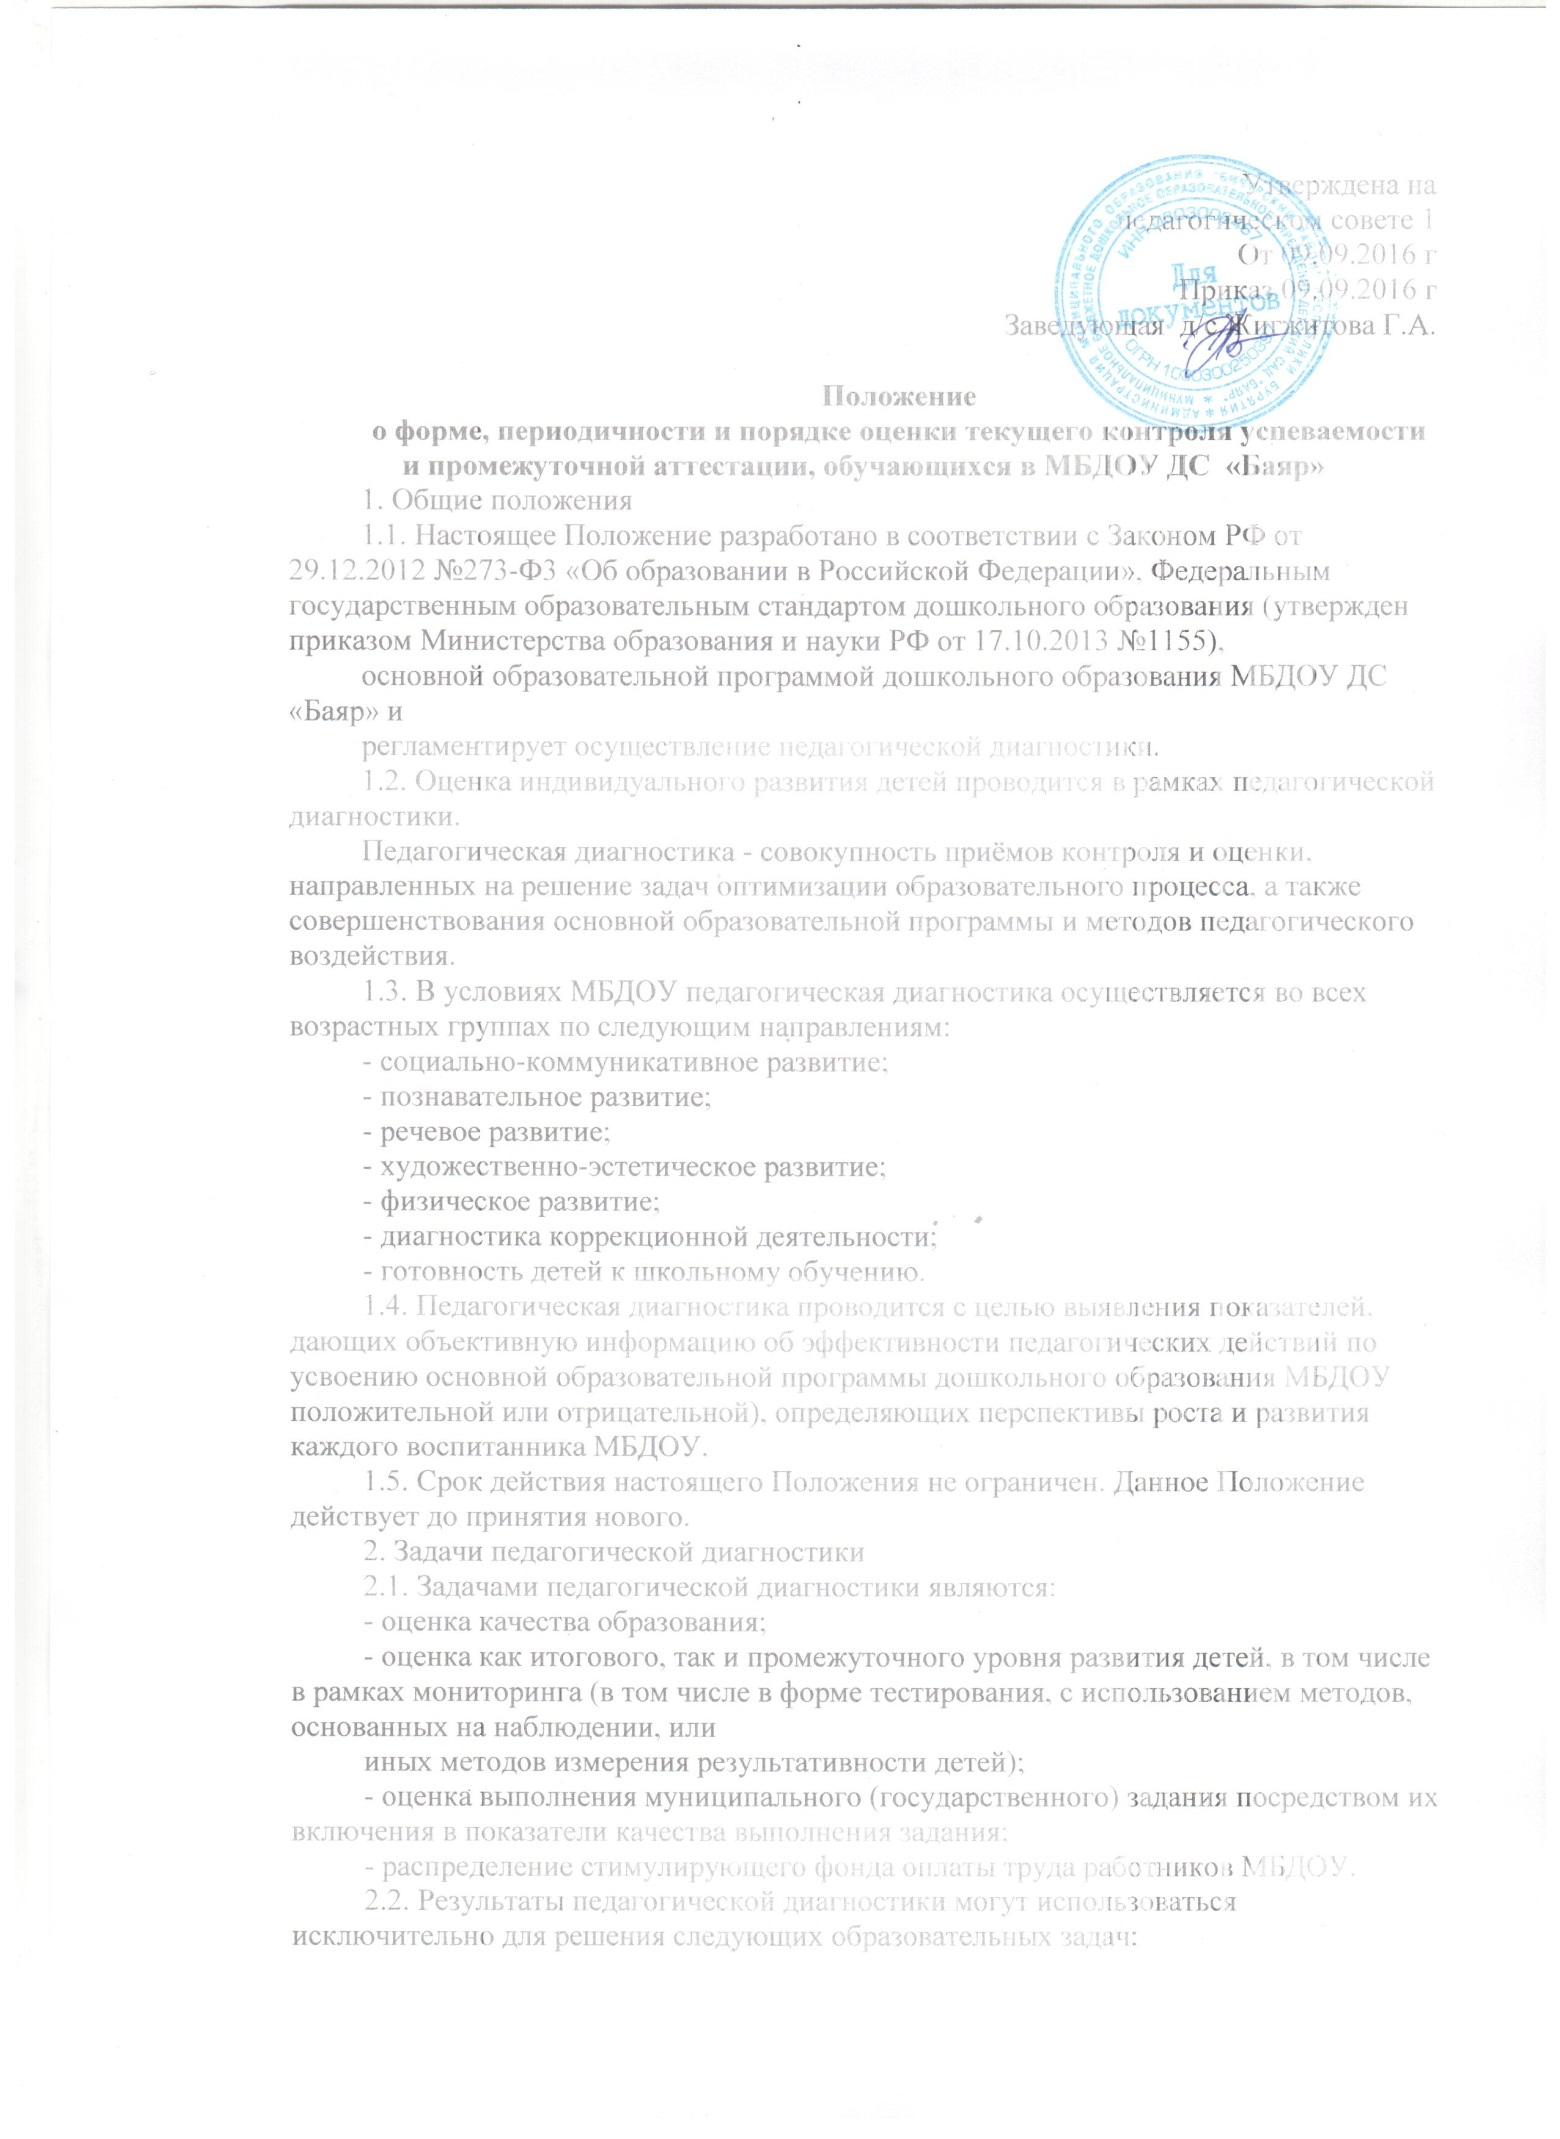 Утверждена на
педагогическом совете 1
От 09.09.2016 г
Приказ 09.09.2016 г
Заведующая д/с Жигжитова Г.А.
Для
документов
Положение
о форме, периодичности и порядке оценки текущего контроля успеваемости
и промежуточной аттестации, обучающихся в МБДОУ ДС «Баяр»
1. Общие положения
1.1. Настоящее Положение разработано в соответствии с Законом РФ от
29.12.2012 №273-ФЗ «Об образовании в Российской Федерации», Федеральным
государственным образовательным стандартом дошкольного образования (утвержден
приказом Министерства образования и науки РФ от 17.10.2013 №1155),
основной образовательной программой дошкольного образования МБДОУ ДС
«Баяр» и
регламентирует осуществление педагогической диагностики.
1.2. Оценка индивидуального развития детей проводится в рамках педагогической
диагностики.
Педагогическая диагностика - совокупность приёмов контроля и оценки,
направленных на решение задач оптимизации образовательного процесса, а также
совершенствования основной образовательной программы и методов педагогического
воздействия.
1.3. В условиях МБДОУ педагогическая диагностика осуществляется во всех
возрастных группах по следующим направлениям:
- социально-коммуникативное развитие;
- познавательное развитие;
- речевое развитие;
- художественно-эстетическое развитие;
- физическое развитие;
- диагностика коррекционной деятельности;
- готовность детей к школьному обучению.
1.4. Педагогическая диагностика проводится с целью выявления показателей,
дающих объективную информацию об эффективности педагогических действий по
усвоению основной образовательной программы дошкольного образования МБДОУ
положительной или отрицательной), определяющих перспективы роста и развития
каждого воспитанника МБДОУ.
1.5. Срок действия настоящего Положения не ограничен. Данное Положение
действует до принятия нового.
2. Задачи педагогической диагностики
2.1. Задачами педагогической диагностики являются:
- оценка качества образования;
- оценка как итогового, так и промежуточного уровня развития детей, в том числе
в рамках мониторинга (в том числе в форме тестирования, с использованием методов,
основанных на наблюдении, или
иных методов измерения результативности детей);
- оценка выполнения муниципального (государственного) задания посредством их
включения в показатели качества выполнения задания;
- распределение стимулирующего фонда оплаты труда работников МБДОУ.
2.2. Результаты педагогической диагностики могут использоваться
исключительно для решения следующих образовательных задач: